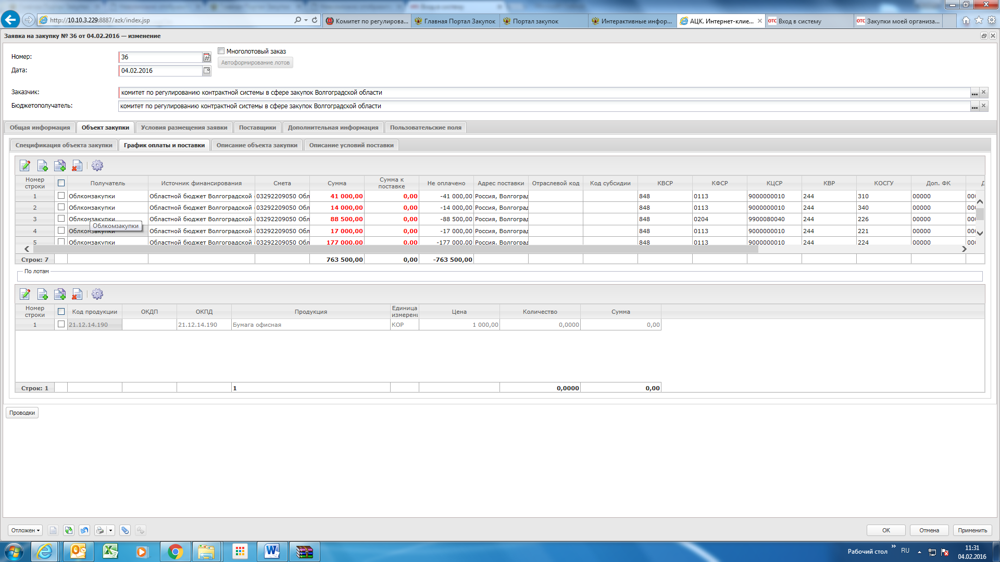 http://10.10.3.229:8887/azk/index.jsp
Комитет по регулирова...
Главная Портал Закупок
Портал закупок
Интерактивные инфор...
АЦК. Интернет-клие...
ОТС Вход в систему
ОТС Закупки моей организа...
Заявка на закупку № 36 от 04.02.2016 — изменение
Номер: 36
Многолотовый заказ
Автоформирование лотов
Дата: 04.02.2016
Заказчик: комитет по регулированию контрактной системы в сфере закупок Волгоградской области
Бюджетополучатель: комитет по регулированию контрактной системы в сфере закупок Волгоградской области
Общая информация Объект закупки Условия размещения заявки Поставщики Дополнительная информация Пользовательские поля
Спецификация объекта закупки График оплаты и поставки Описание объекта закупки Описание условий поставки
Номер строки Получатель Источник финансирования Смета Сумма Сумма к поставке Не оплачено Адрес поставки Отраслевой код Код субсидии КВСР КФСР КЦСР КВР КОСГУ Доп. ФК Д
1 Облкомзакупки Областной бюджет Волгоградской 03292209050 Обл 41 000,00 0,00 -41 000,00 Россия, Волгоград 848 0113 9000000010 244 310 00000 00
2 Облкомзакупки Областной бюджет Волгоградской 03292209050 Обл 14 000,00 0,00 -14 000,00 Россия, Волгоград 848 0113 9000000010 244 340 00000 00
3 Облкомзакупки Областной бюджет Волгоградской 03292209050 Обл 88 500,00 0,00 -88 500,00 Россия, Волгоград 848 0204 9900080040 244 226 00000 00
Облкомзакупки
4 Облкомзакупки Областной бюджет Волгоградской 03292209050 Обл 17 000,00 0,00 -17 000,00 Россия, Волгоград 848 0113 9000000010 244 221 00000 00
5 Облкомзакупки Областной бюджет Волгоградской 03292209050 Обл 177 000,00 0,00 -177 000,00 Россия, Волгоград 848 0113 9000000010 244 224 00000 00
Строк: 7 763 500,00 0,00 -763 500,00
По лотам
Номер строки Код продукции ОКДП ОКПД Продукция Единица измерени Цена Количество Сумма
1 21.12.14.190 21.12.14.190 Бумага офисная КОР 1 000,00 0,0000 0,00
Строк: 1 1 0,0000 0,00
Проводки
Отложен
ОК Отмена Применить
Рабочий стол » RU 11:31
04.02.2016